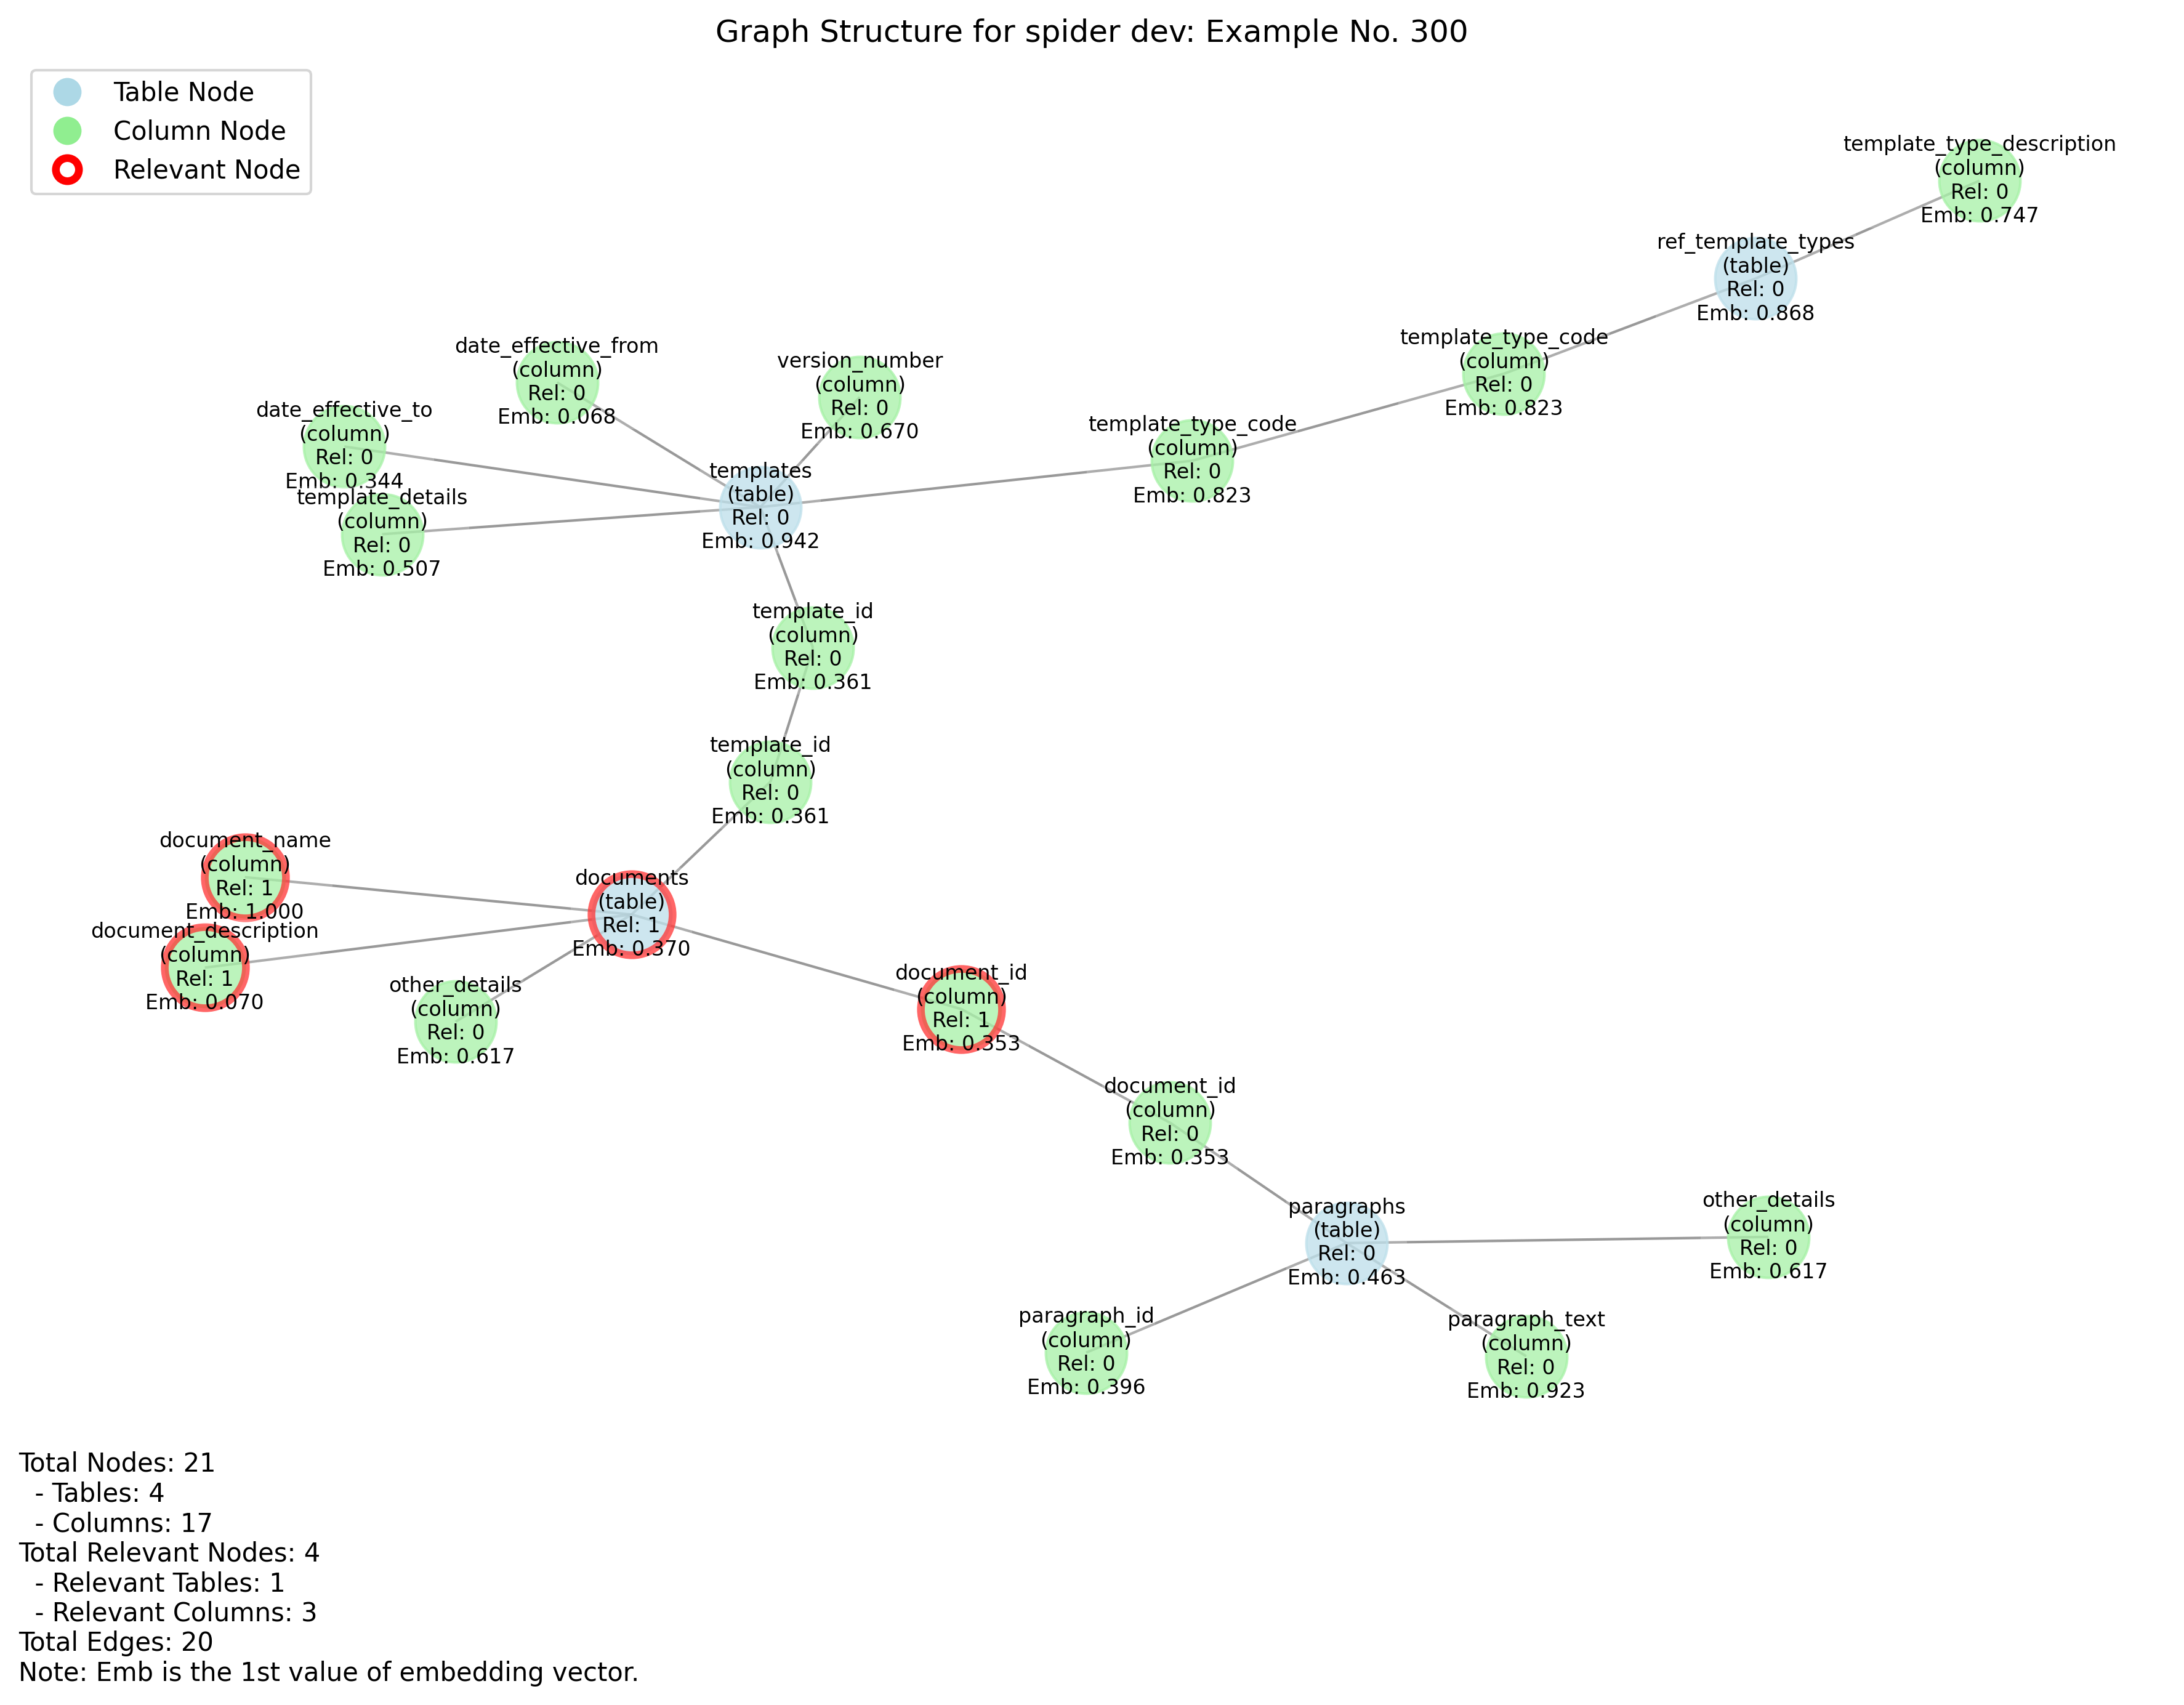 Graph Structure for spider dev: Example No. 300
Table Node
Column Node
Relevant Node
template_type_description
(column)
Rel: 0
Emb: 0.747
ref_template_types
(table)
Rel: 0
Emb: 0.868
template_type_code
(column)
Rel: 0
Emb: 0.823
date_effective_from
(column)
Rel: 0
Emb: 0.068
version_number
(column)
Rel: 0
Emb: 0.670
date_effective_to
(column)
Rel: 0
Emb: 0.344
template_type_code
(column)
Rel: 0
Emb: 0.823
templates
(table)
Rel: 0
Emb: 0.942
template_details
(column)
Rel: 0
Emb: 0.507
template_id
(column)
Rel: 0
Emb: 0.361
template_id
(column)
Rel: 0
Emb: 0.361
document_name
(column)
Rel: 1
Emb: 1.000
documents
(table)
Rel: 1
Emb: 0.370
document_description
(column)
Rel: 1
Emb: 0.070
other_details
(column)
Rel: 0
Emb: 0.617
document_id
(column)
Rel: 1
Emb: 0.353
document_id
(column)
Rel: 0
Emb: 0.353
paragraphs
(table)
Rel: 0
Emb: 0.463
other_details
(column)
Rel: 0
Emb: 0.617
paragraph_id
(column)
Rel: 0
Emb: 0.396
paragraph_text
(column)
Rel: 0
Emb: 0.923
Total Nodes: 21
- Tables: 4
- Columns: 17
Total Relevant Nodes: 4
- Relevant Tables: 1
- Relevant Columns: 3
Total Edges: 20
Note: Emb is the 1st value of embedding vector.